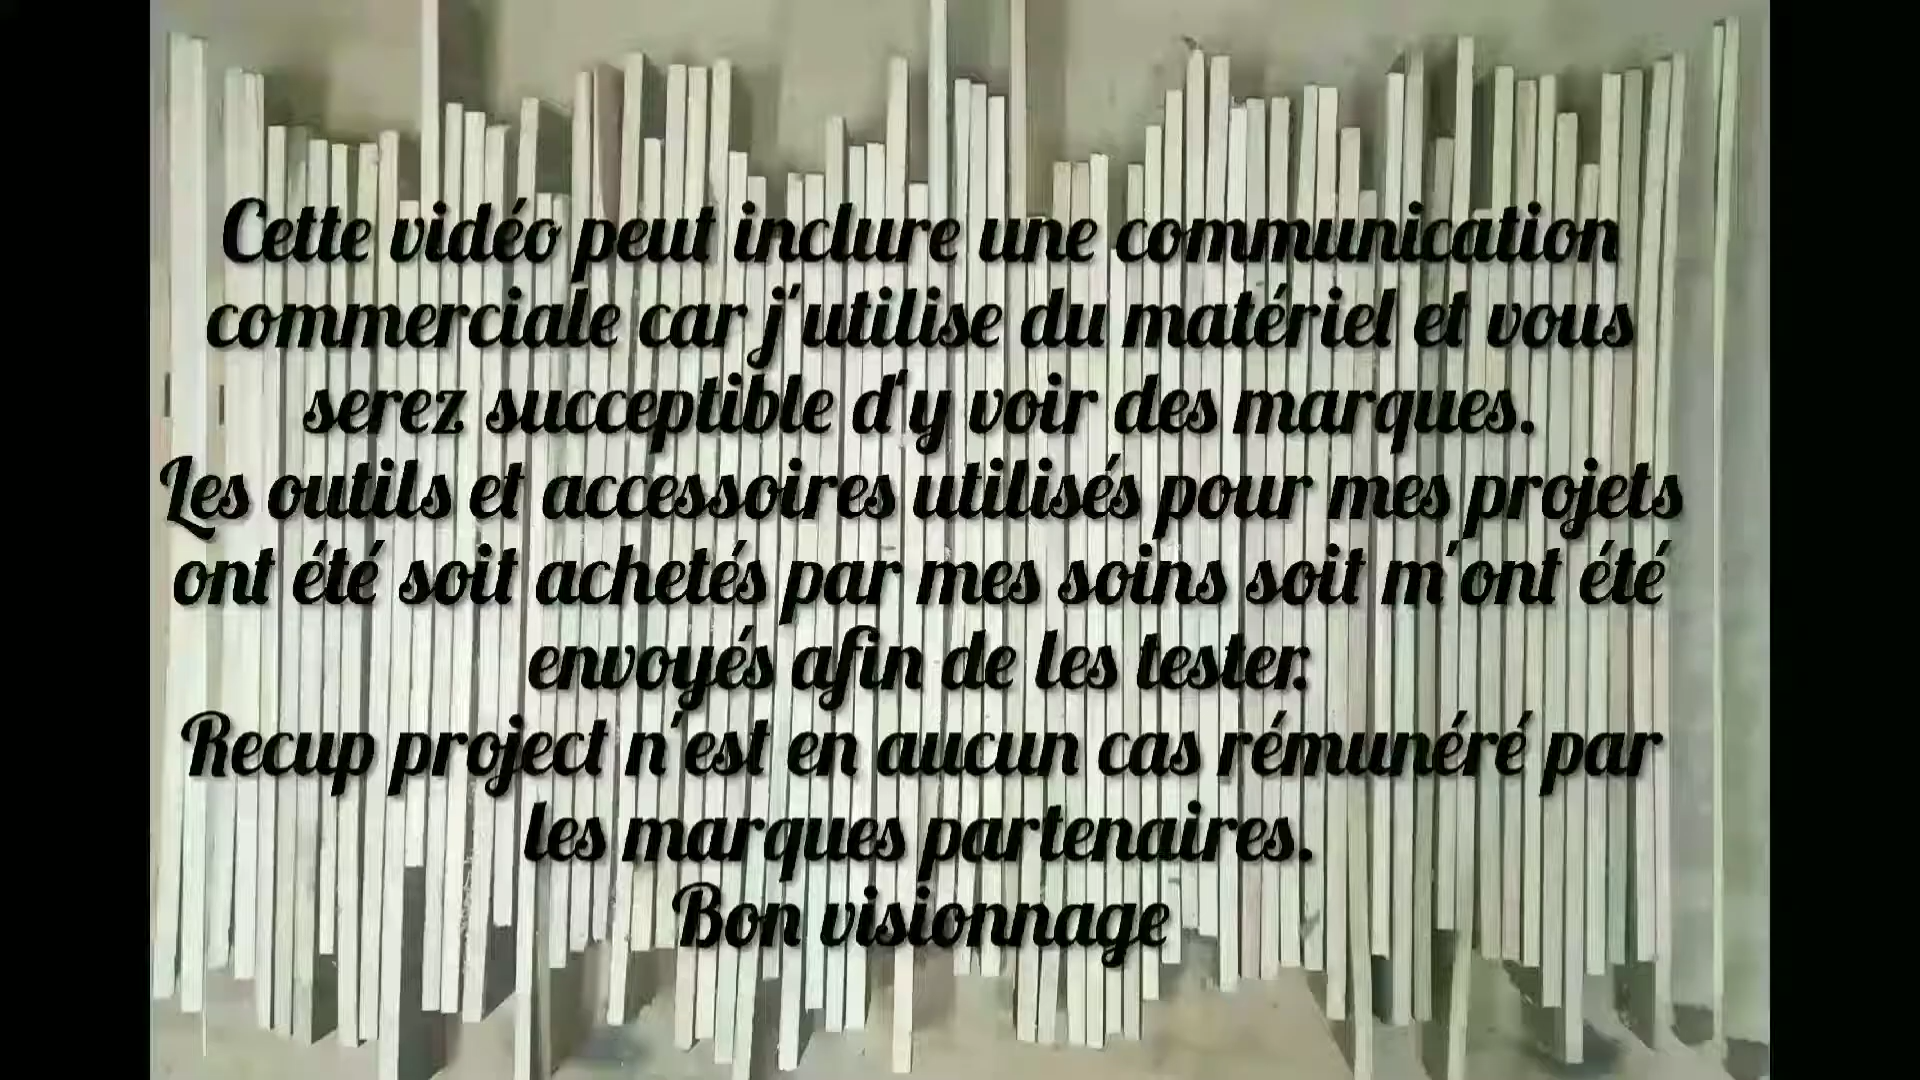 Cette vidéo peut inclure une communication
commerciale car j'utilise du matériel et vous
serez succeptible d'y voir des marques.
Les outils et accessoires utilisés pour mes projets
ont été soit achetés par mes soins soit m'ont été
envoyés afin de les tester.
Recup project n'est en aucun cas rémunéré par
les marques partenaires.
Bon visionnage